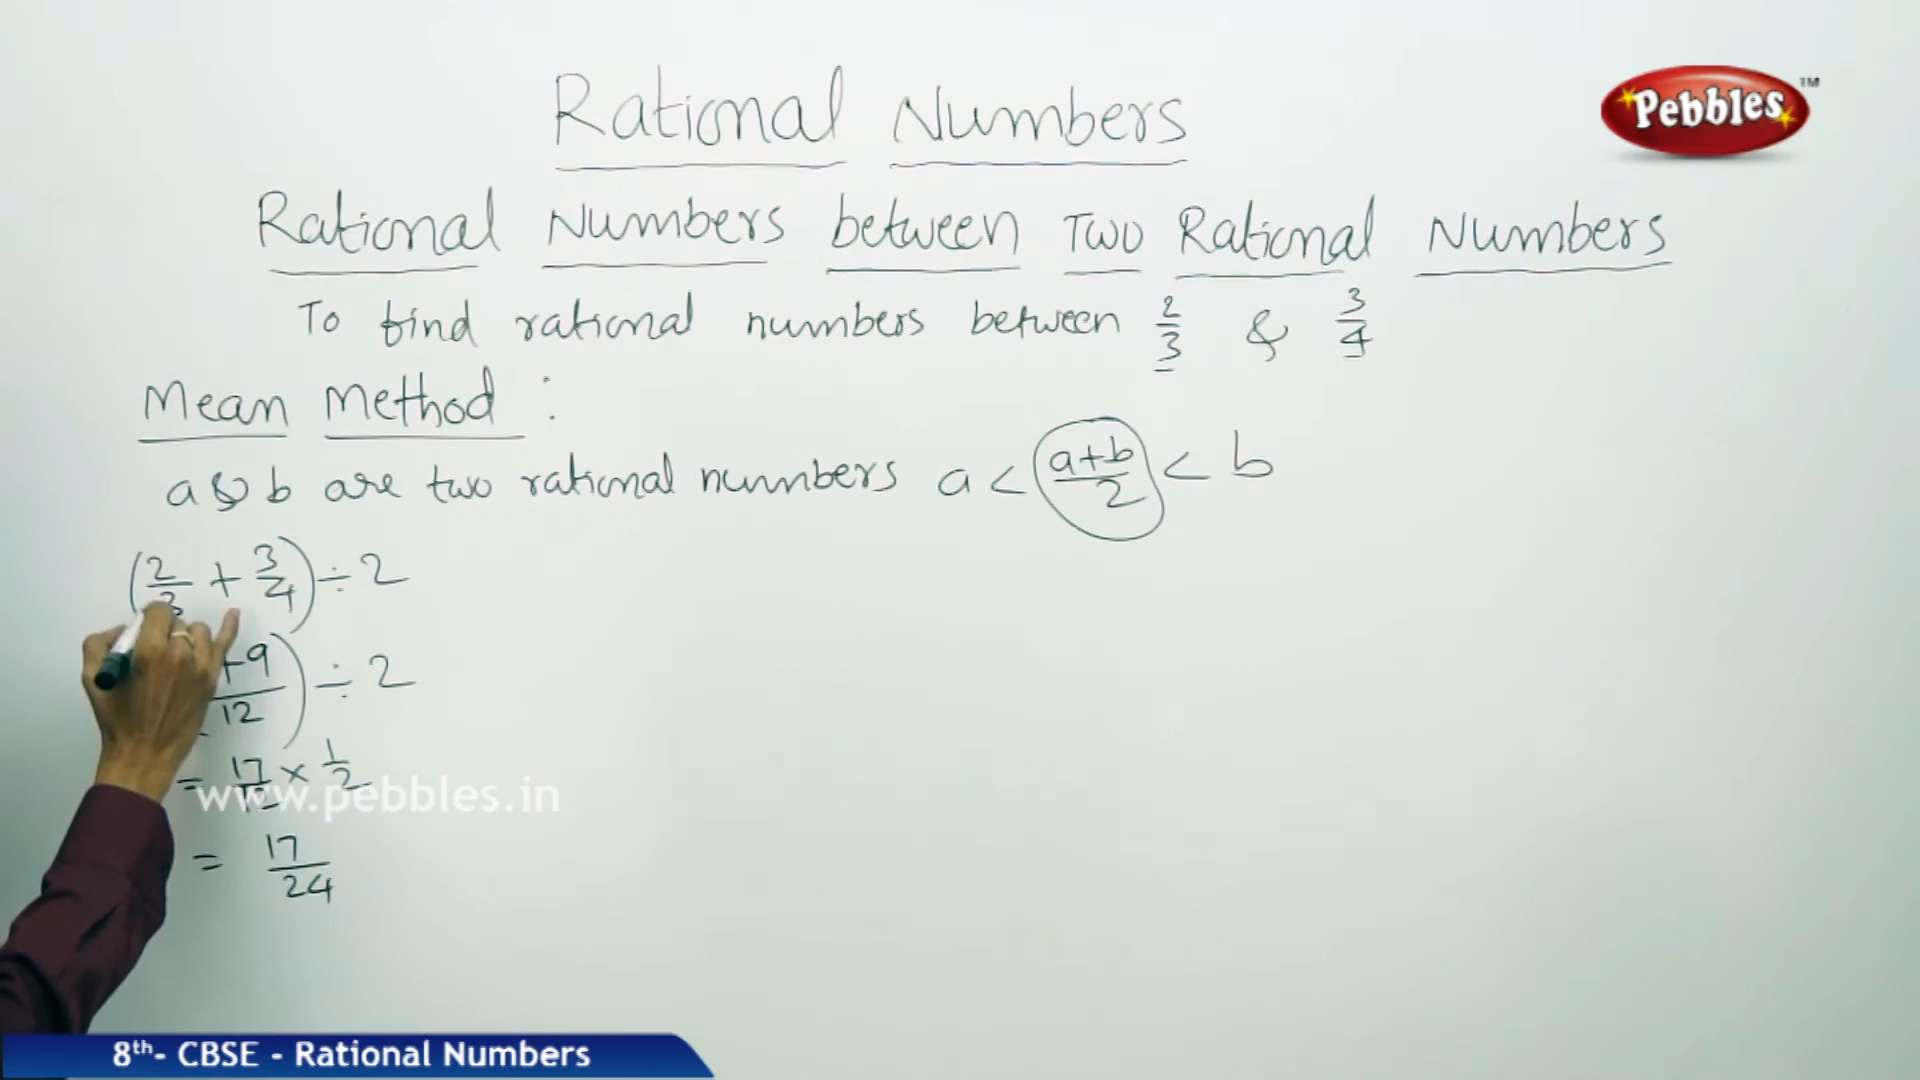 Pebbles™
Rational Numbers
Rational Numbers between Two Rational Numbers
To find rational numbers between 2/3 & 3/4
Mean Method :
a & b are two rational numbers a < (a+b)/2 < b
(2/3 + 3/4) ÷ 2
+9/12) ÷ 2
= 17/12 × 1/2
www.pebbles.in
= 17/24
8th- CBSE - Rational Numbers